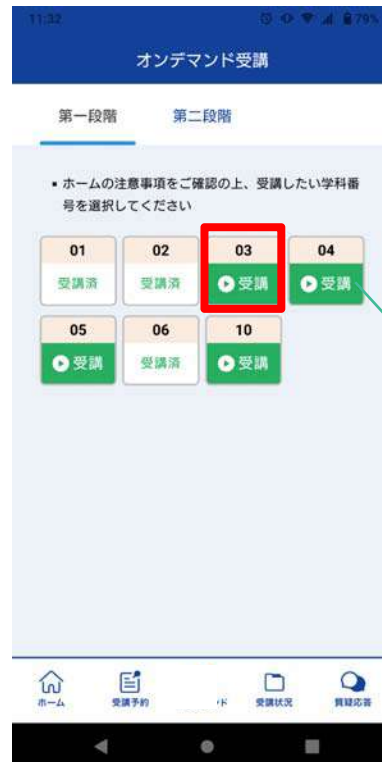 11:32
79%
オンデマンド受講
第一段階 第二段階
▪ ホームの注意事項をご確認の上、受講したい学科番
号を選択してください
01 02 03 04
受講済 受講済 受講 受講
05 06 10
受講 受講済 受講
ホーム 受講予約 ド 受講状況 質疑応答